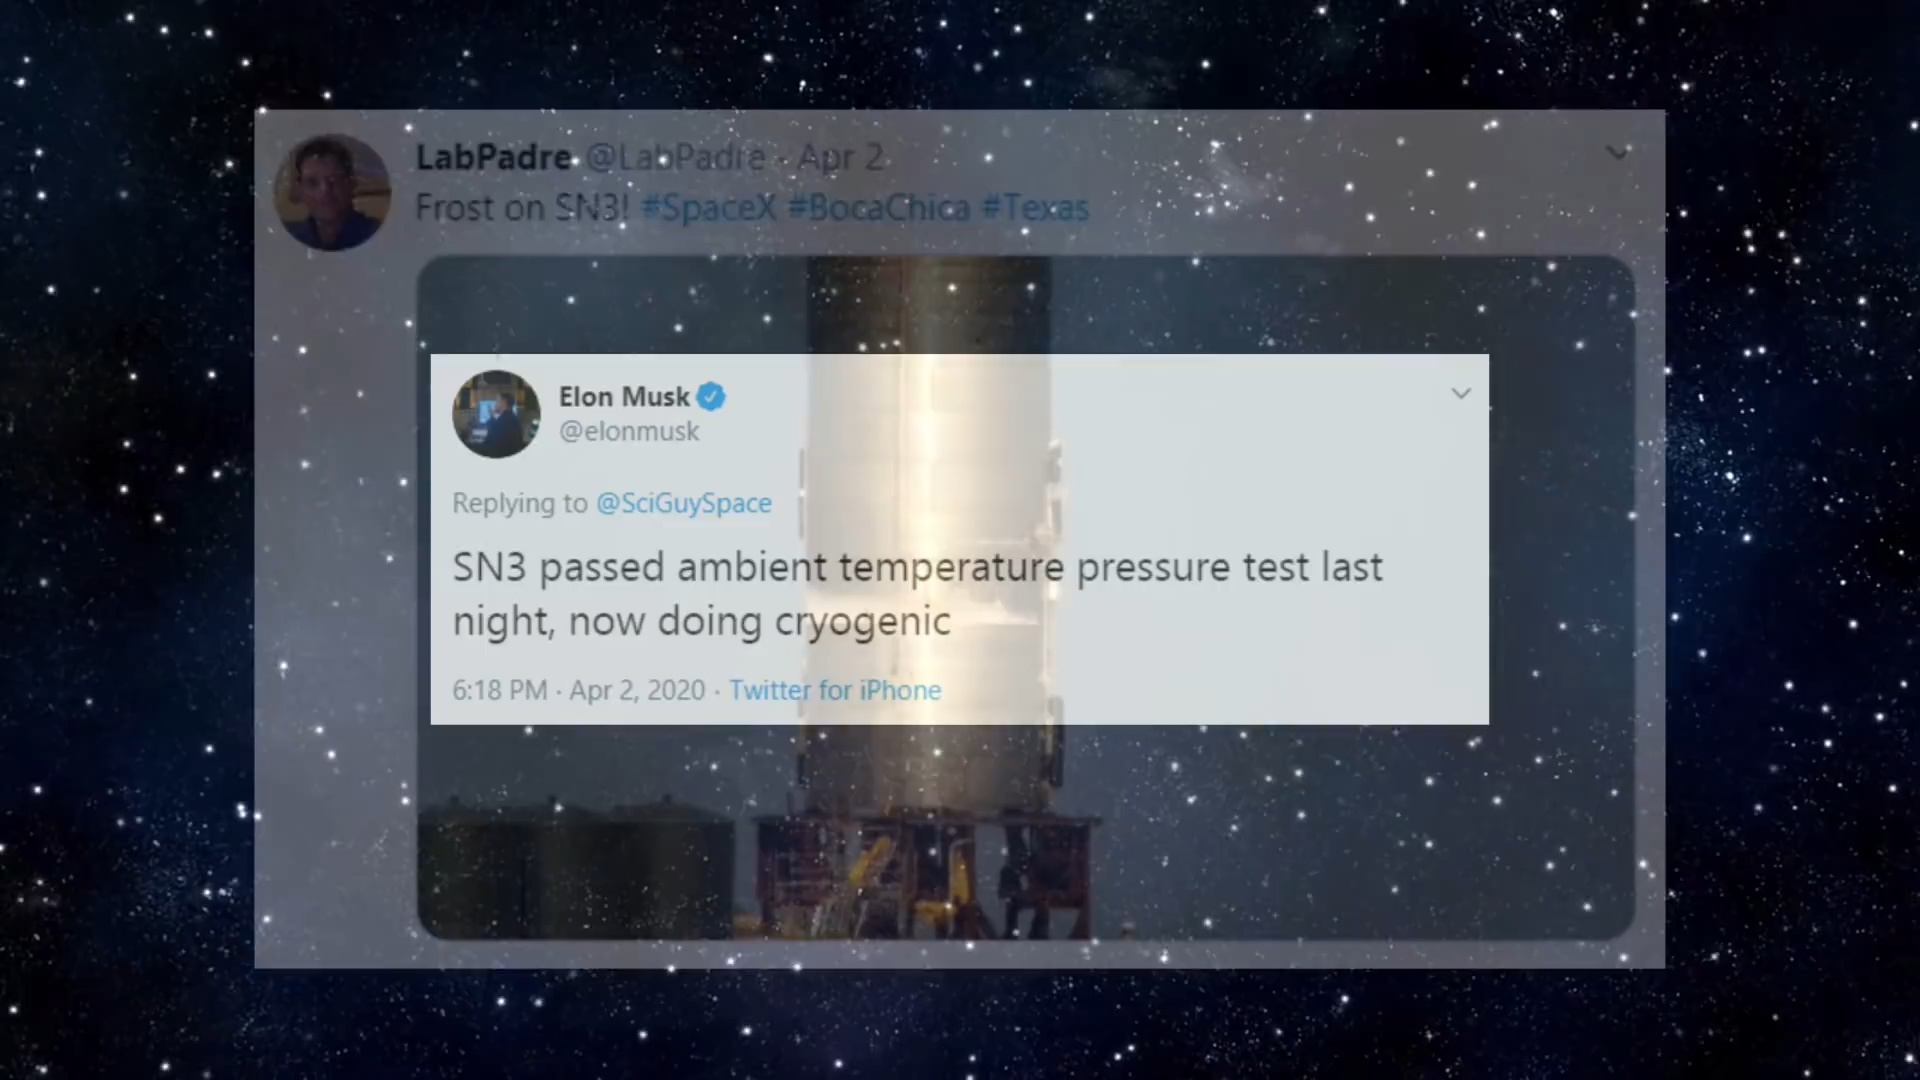 LabPadre @LabPadre · Apr 2
Frost on SN3! #SpaceX #BocaChica #Texas
Elon Musk
@elonmusk
Replying to @SciGuySpace
SN3 passed ambient temperature pressure test last
night, now doing cryogenic
6:18 PM · Apr 2, 2020 · Twitter for iPhone